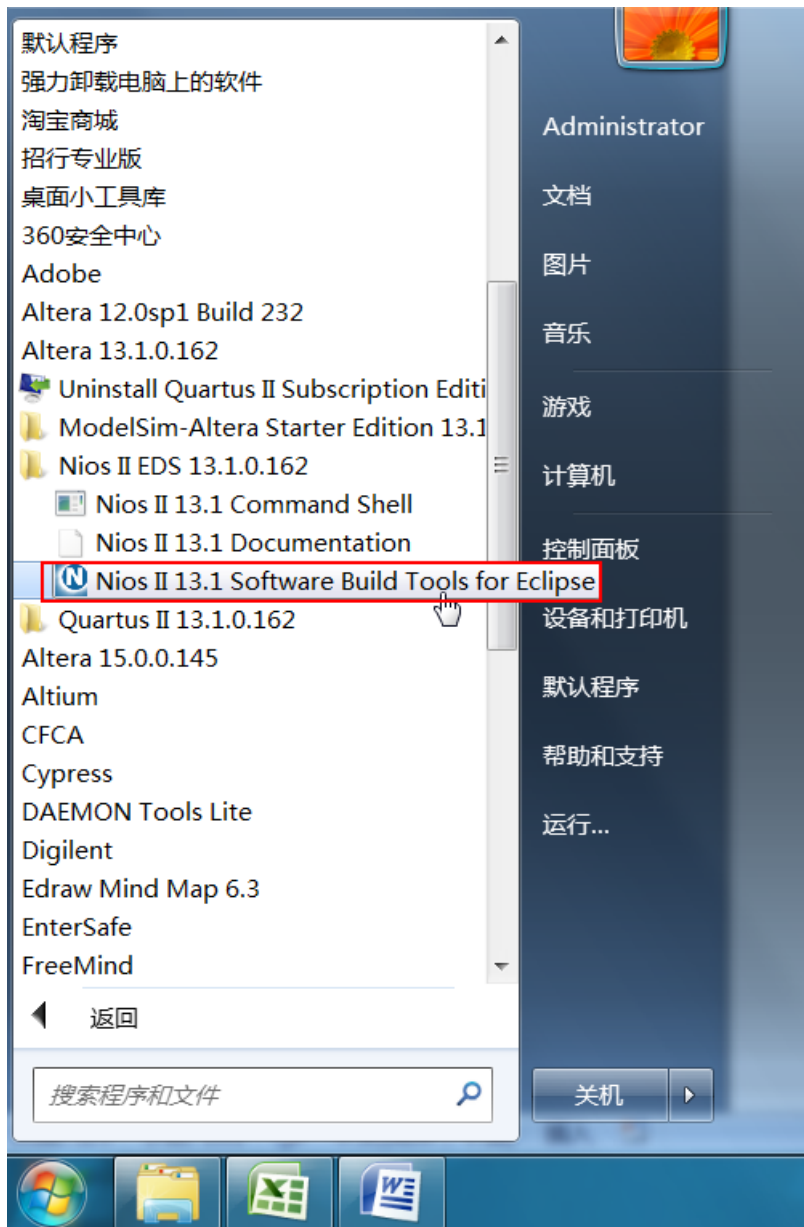 默认程序
强力卸载电脑上的软件
淘宝商城
招行专业版
桌面小工具库
360安全中心
Adobe
Altera 12.0sp1 Build 232
Altera 13.1.0.162
Uninstall Quartus II Subscription Editi
ModelSim-Altera Starter Edition 13.1
Nios II EDS 13.1.0.162
Nios II 13.1 Command Shell
Nios II 13.1 Documentation
Nios II 13.1 Software Build Tools for Eclipse
Quartus II 13.1.0.162
Altera 15.0.0.145
Altium
CFCA
Cypress
DAEMON Tools Lite
Digilent
Edraw Mind Map 6.3
EnterSafe
FreeMind
返回
搜索程序和文件
Administrator
文档
图片
音乐
游戏
计算机
控制面板
设备和打印机
默认程序
帮助和支持
运行...
关机